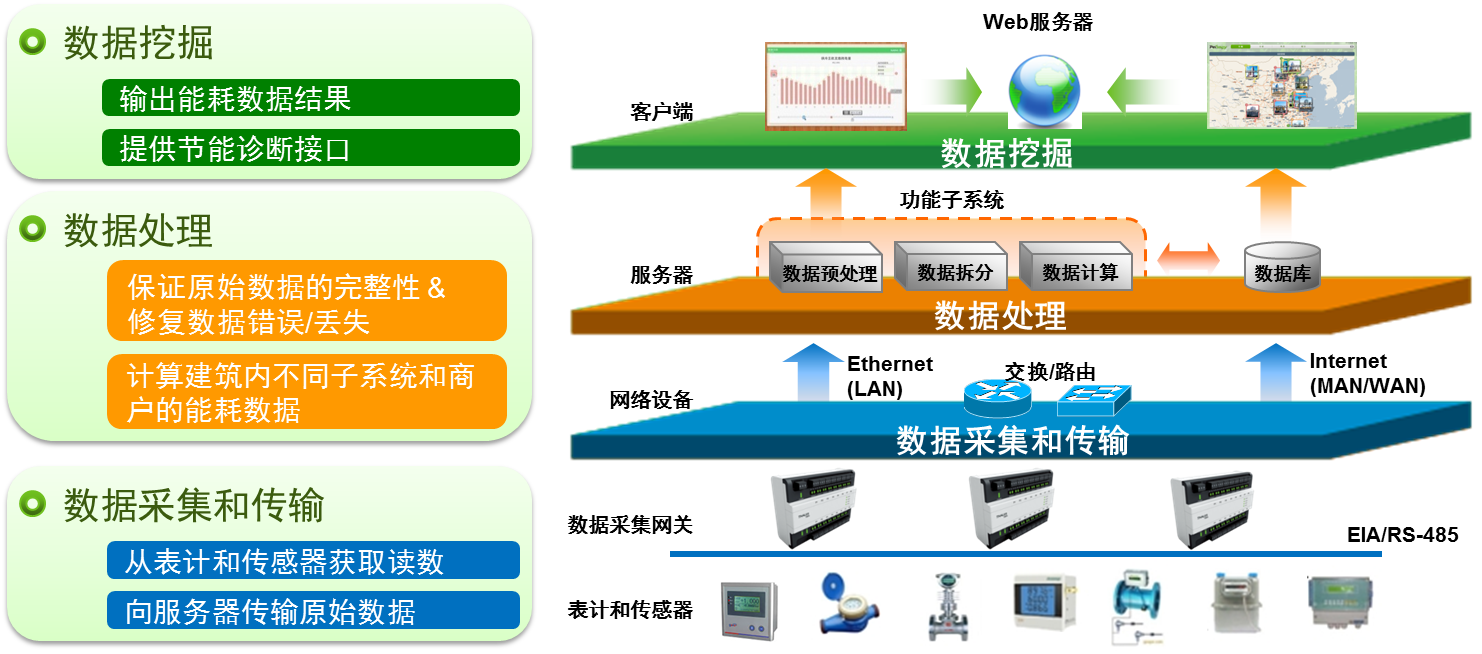 数据挖掘
输出能耗数据结果
提供节能诊断接口
数据处理
保证原始数据的完整性&
修复数据错误/丢失
计算建筑内不同子系统和商
户的能耗数据
数据采集和传输
从表计和传感器获取读数
向服务器传输原始数据
Web服务器
客户端
数据挖掘
功能子系统
服务器
数据预处理
数据拆分
数据计算
数据库
数据处理
Ethernet
(LAN)
交换/路由
Internet
(MAN/WAN)
网络设备
数据采集和传输
数据采集网关
EIA/RS-485
表计和传感器